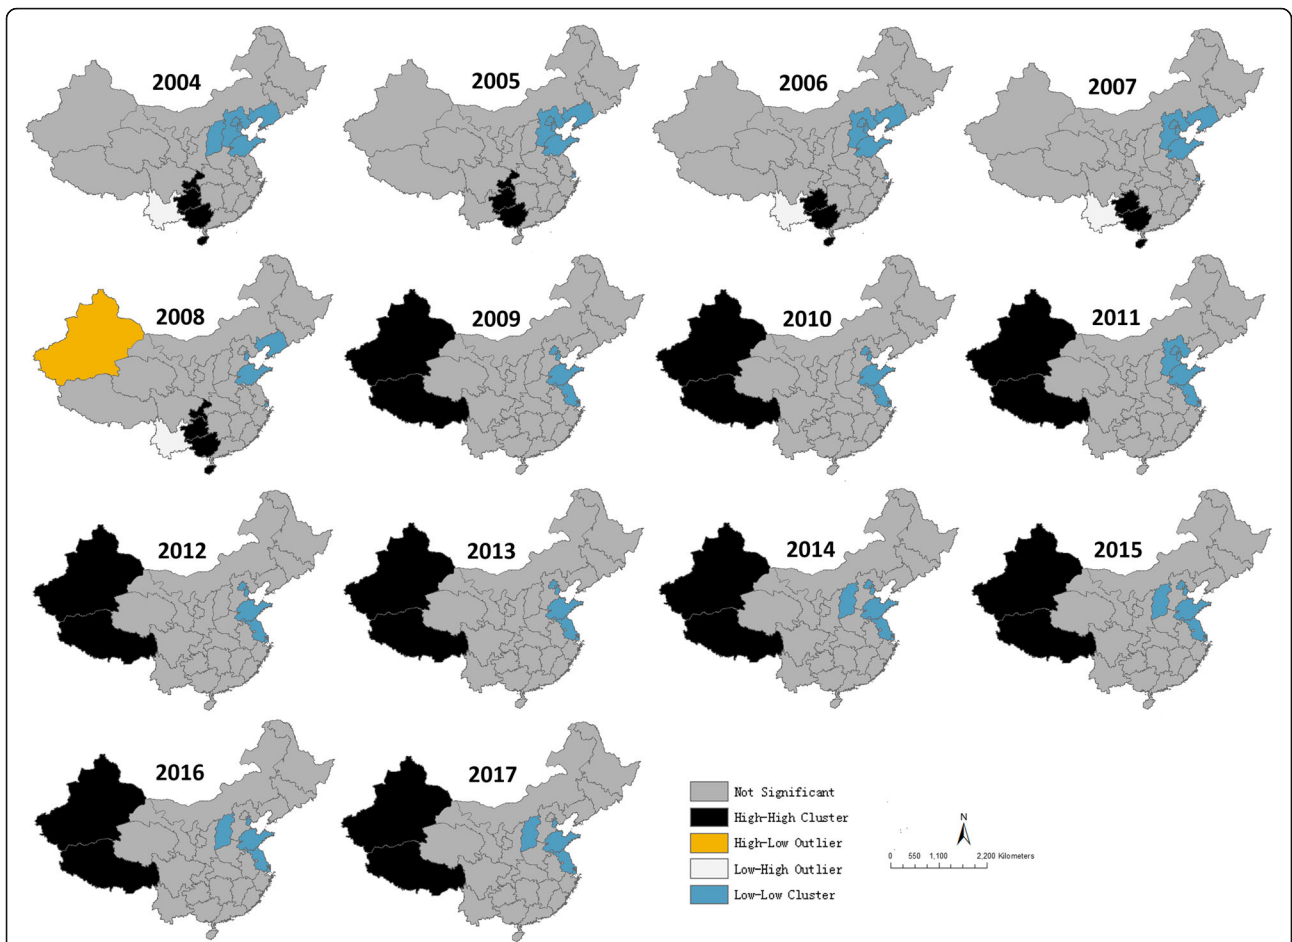 2004
2005
2006
2007
2008
2009
2010
2011
2012
2013
2014
2015
2016
2017
Not Significant
High-High Cluster
High-Low Outlier
Low-High Outlier
Low-Low Cluster
N
0 550 1,100 2,200 Kilometers